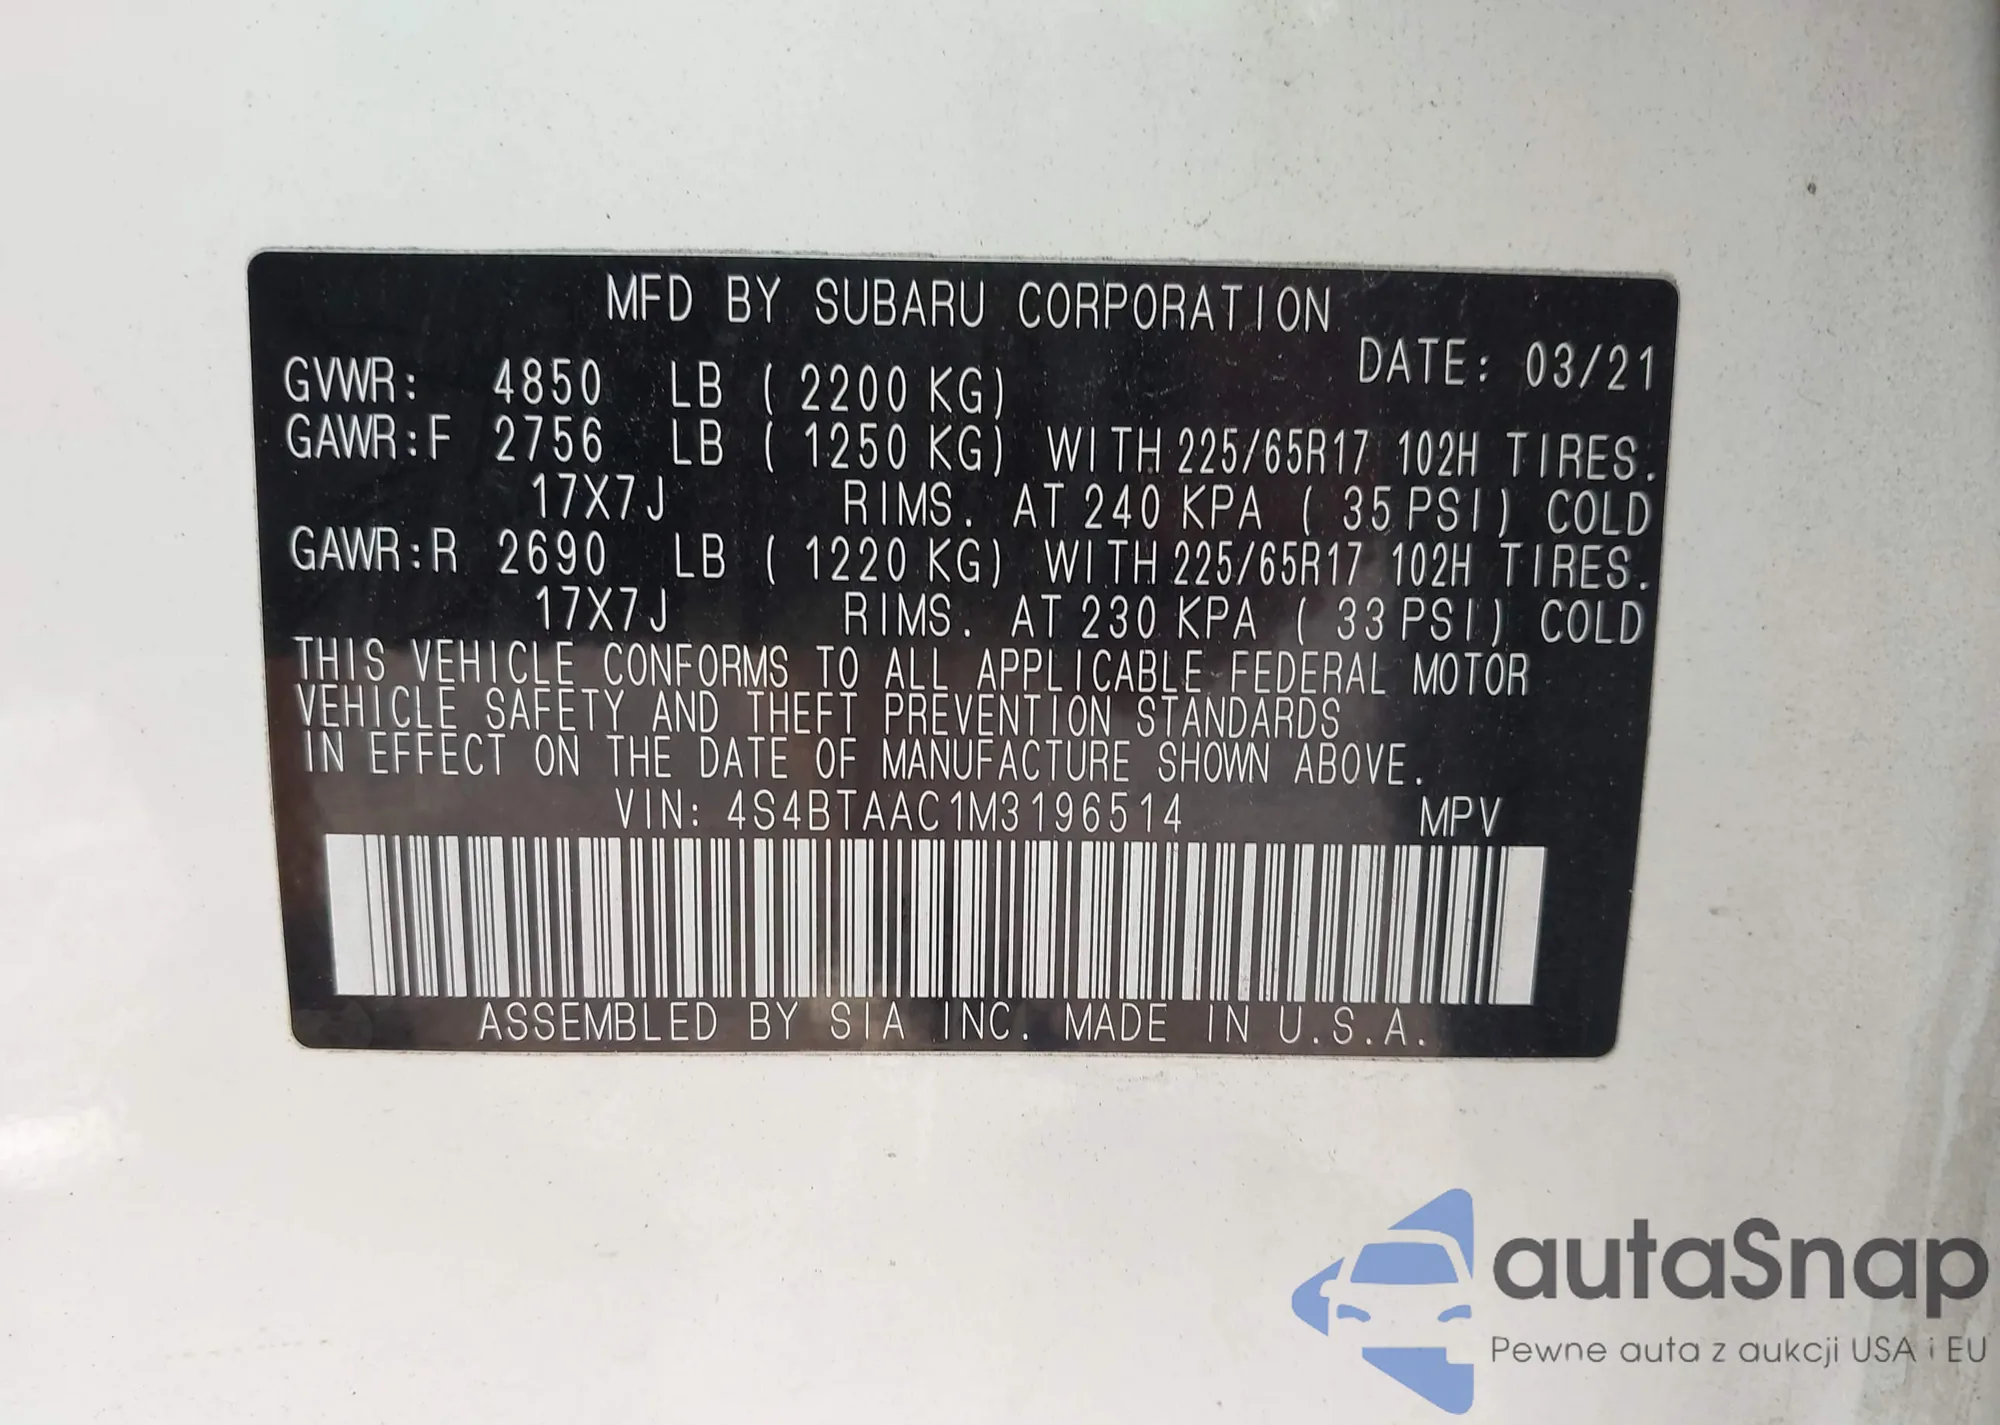 MFD BY SUBARU CORPORATION
DATE: 03/21
GVWR: 4850 LB ( 2200 KG)
GAWR:F 2756 LB ( 1250 KG) WITH 225/65R17 102H TIRES.
17X7J RIMS. AT 240 KPA ( 35 PSI) COLD
GAWR:R 2690 LB ( 1220 KG) WITH 225/65R17 102H TIRES.
17X7J RIMS. AT 230 KPA ( 33 PSI) COLD
THIS VEHICLE CONFORMS TO ALL APPLICABLE FEDERAL MOTOR
VEHICLE SAFETY AND THEFT PREVENTION STANDARDS
IN EFFECT ON THE DATE OF MANUFACTURE SHOWN ABOVE.
VIN: 4S4BTAAC1M3196514 MPV
ASSEMBLED BY SIA INC. MADE IN U.S.A.
autaSnap
Pewne auta z aukcji USA i EU